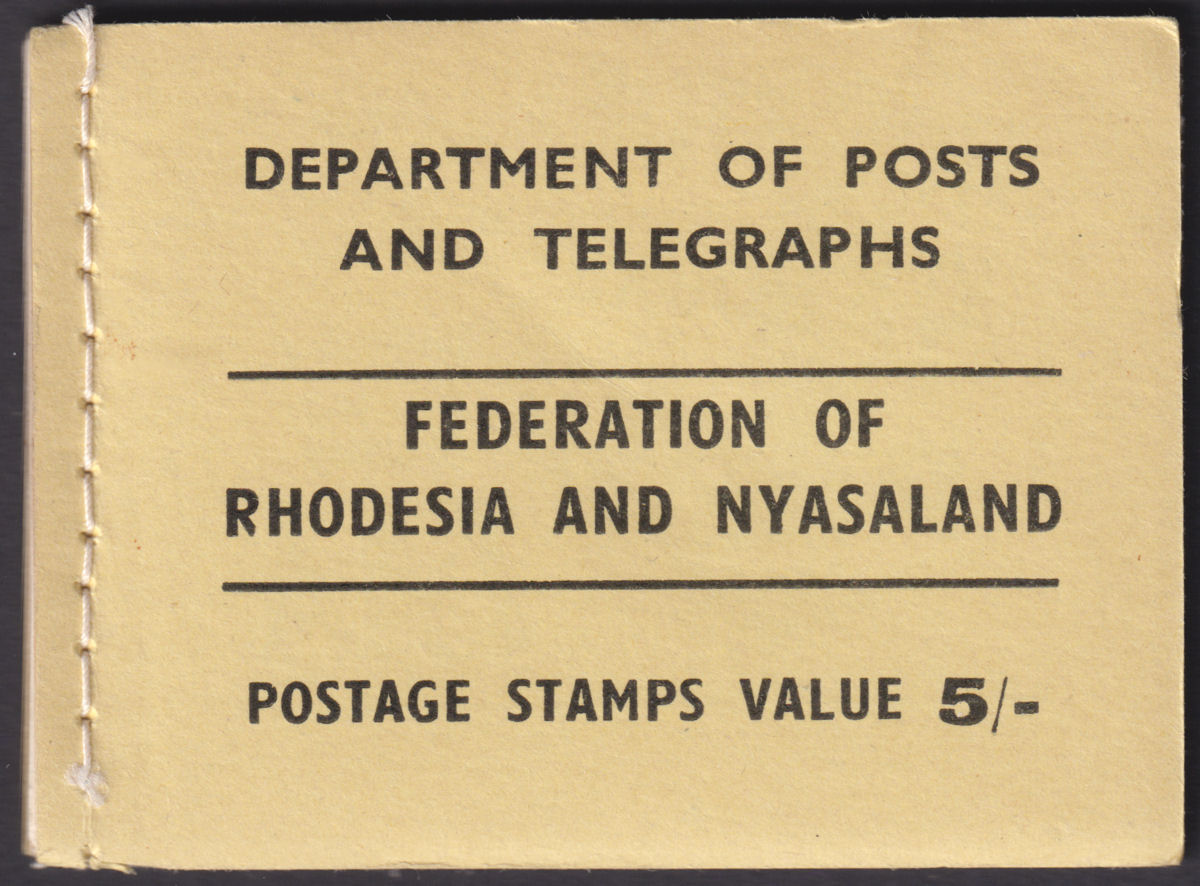 DEPARTMENT OF POSTS
AND TELEGRAPHS
FEDERATION OF
RHODESIA AND NYASALAND
POSTAGE STAMPS VALUE 5/-